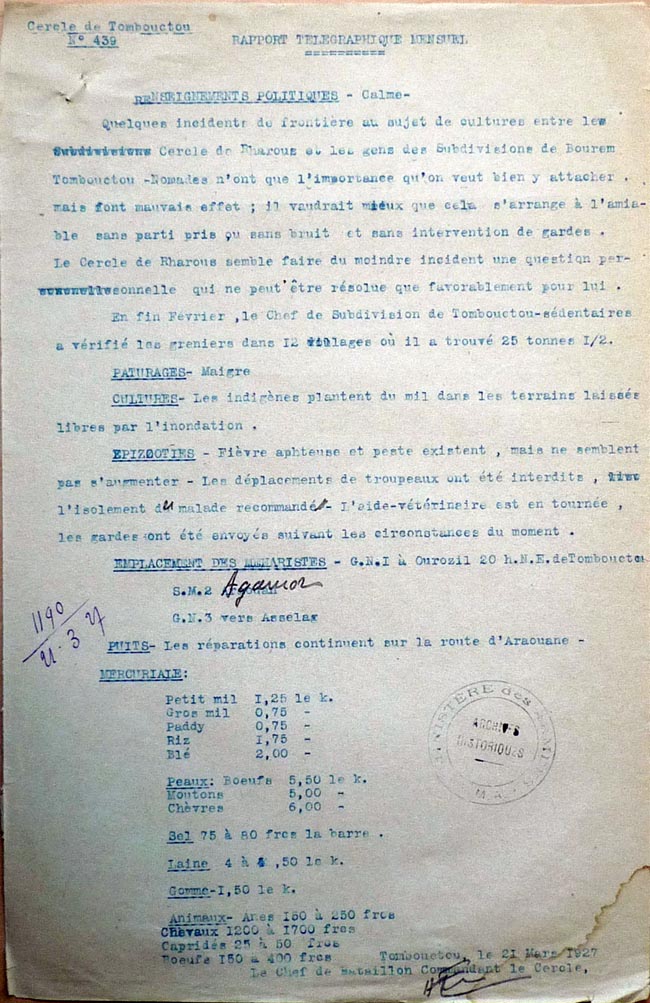 Cercle de Tombouctou
N° 439
RAPPORT TELEGRAPHIQUE MENSUEL
RENSEIGNEMENTS POLITIQUES - Calme-
Quelques incidents de frontière au sujet de cultures entre les
Subdivisions Cercle de Rharous et les gens des Subdivisions de Bourem
Tombouctou -Nomades n'ont que l'importance qu'on veut bien y attacher .
mais font mauvais effet ; il vaudrait mieux que cela s'arrange à l'amia-
ble sans parti pris ou sans bruit et sans intervention de gardes .
Le Cercle de Rharous semble faire du moindre incident une question per-
sonnelle qui ne peut être résolue que favorablement pour lui .
En fin Février ,le Chef de Subdivision de Tombouctou-sédentaires
a vérifié les greniers dans I2 villages où il a trouvé 25 tonnes I/2.
PATURAGES- Maigre
CULTURES- Les indigènes plantent du mil dans les terrains laissés
libres par l'inondation .
EPIZOOTIES - Fièvre aphteuse et peste existent , mais ne semblent
pas s'augmenter - Les déplacements de troupeaux ont été interdits ,
l'isolement du malade recommandé - L'aide-vétérinaire est en tournée ,
les gardes ont été envoyés suivant les circonstances du moment .
EMPLACEMENT DES MEHARISTES - G.N.I à Ourozil 20 h.N.E.deTombouctou
S.M.2 Agamor
G.N.3 vers Asselag
1190
21.3.27
PUITS- Les réparations continuent sur la route d'Araouane -
MERCURIALE:
Petit mil I,25 le k.
Gros mil 0,75 -
Paddy 0,75 -
Riz I,75 -
Blé 2,00 -
MINISTÈRE des ARMÉES
ARCHIVES
HISTORIQUES
Peaux: Boeufs 5,50 le k.
Moutons 5,00 -
Chèvres 6,00 -
Sel 75 à 80 frcs la barre .
Laine 4 à 4 ,50 le k.
Gomme-I,50 le k.
Animaux- Anes I50 à 250 frcs
Chevaux 1200 à I700 frcs
Capridés 25 à 50 frcs
Boeufs I50 à 400 frcs
Tombouctou, le 21 Mars 1927
Le Chef de Bataillon Commandant le Cercle,